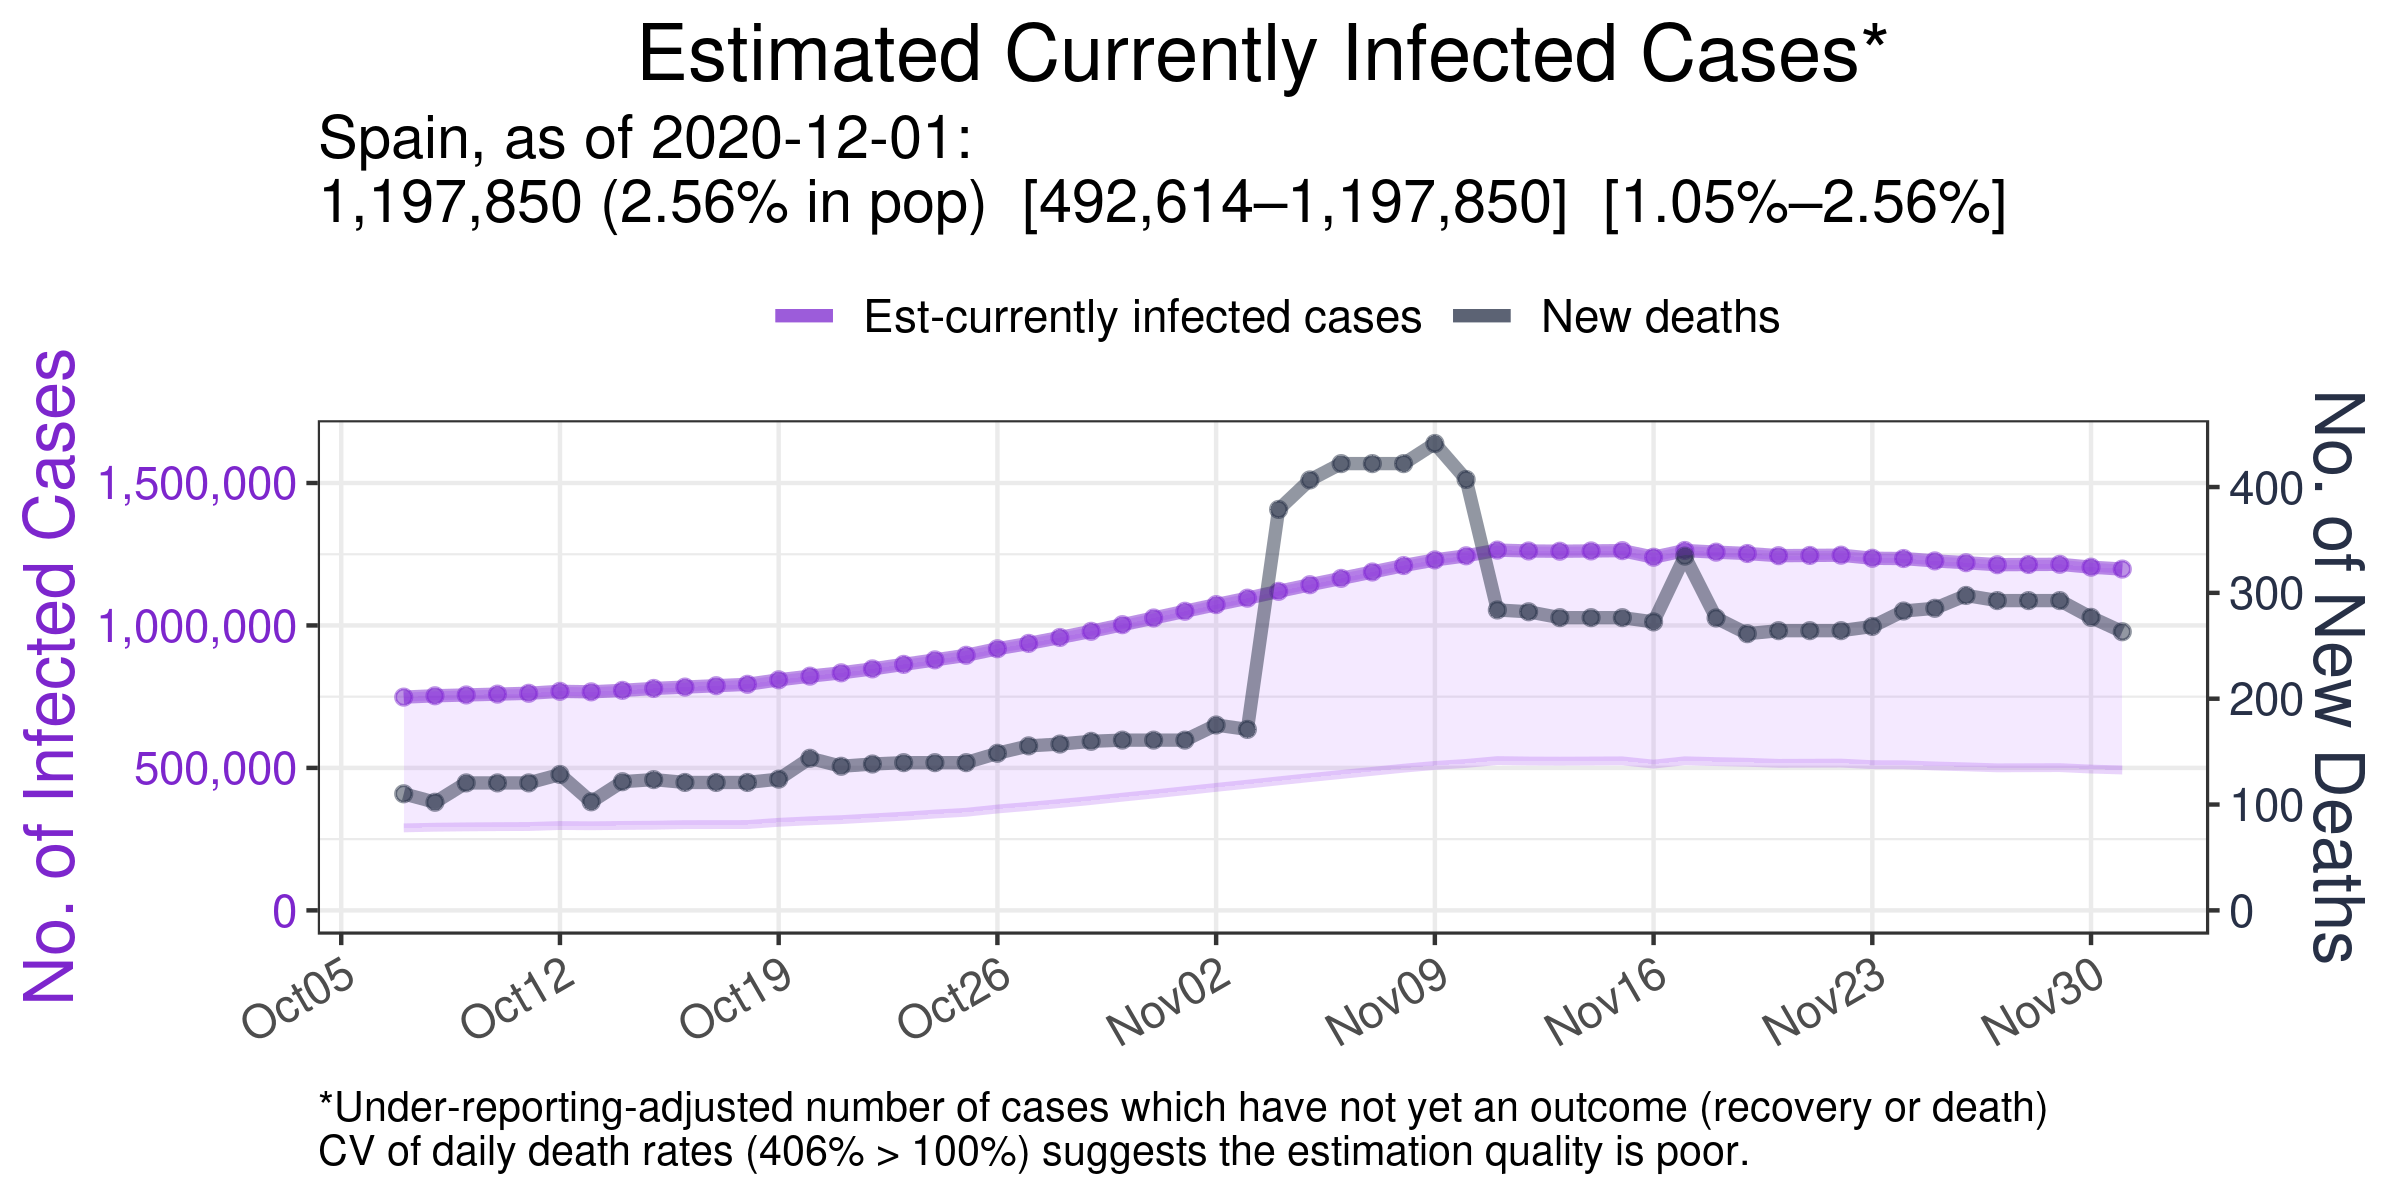 Estimated Currently Infected Cases*
Spain, as of 2020-12-01:
1,197,850 (2.56% in pop)  [492,614–1,197,850]  [1.05%–2.56%]
Est-currently infected cases
New deaths
No. of Infected Cases
1,500,000
1,000,000
500,000
0
400
300
200
100
0
No. of New Deaths
Oct05
Oct12
Oct19
Oct26
Nov02
Nov09
Nov16
Nov23
Nov30
*Under-reporting-adjusted number of cases which have not yet an outcome (recovery or death)
CV of daily death rates (406% > 100%) suggests the estimation quality is poor.